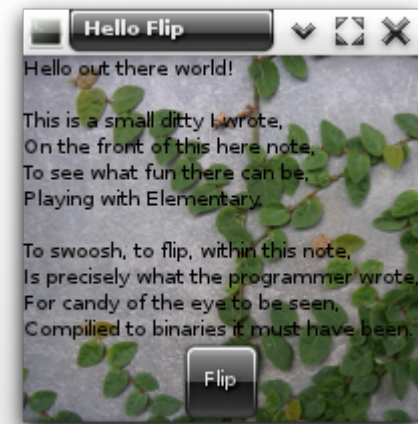 Hello Flip
Hello out there world!
This is a small ditty I wrote,
On the front of this here note,
To see what fun there can be,
Playing with Elementary.
To swoosh, to flip, within this note,
Is precisely what the programmer wrote,
For candy of the eye to be seen,
Compilied to binaries it must have been.
Flip